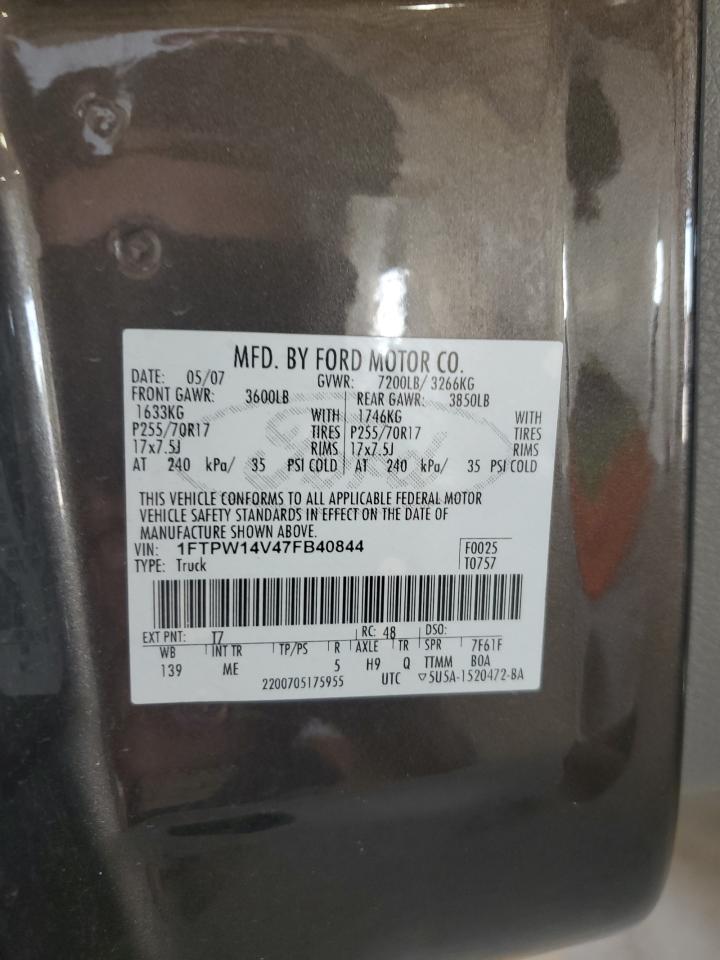 MFD. BY FORD MOTOR CO.
DATE: 05/07 GVWR: 7200LB/ 3266KG
FRONT GAWR: 3600LB REAR GAWR: 3850LB
1633KG WITH 1746KG WITH
P255/70R17 TIRES P255/70R17 TIRES
17x7.5J RIMS 17x7.5J RIMS
AT 240 kPa/ 35 PSI COLD AT 240 kPa/ 35 PSI COLD
THIS VEHICLE CONFORMS TO ALL APPLICABLE FEDERAL MOTOR
VEHICLE SAFETY STANDARDS IN EFFECT ON THE DATE OF
MANUFACTURE SHOWN ABOVE.
VIN: 1FTPW14V47FB40844 F0025
TYPE: Truck T0757
EXT PNT: T7 RC: 48 DSO:
WB INT TR TP/PS R AXLE TR SPR 7F61F
139 ME 5 H9 Q TTMM BOA
2200705175955 UTC ▽5U5A-1520472-BA